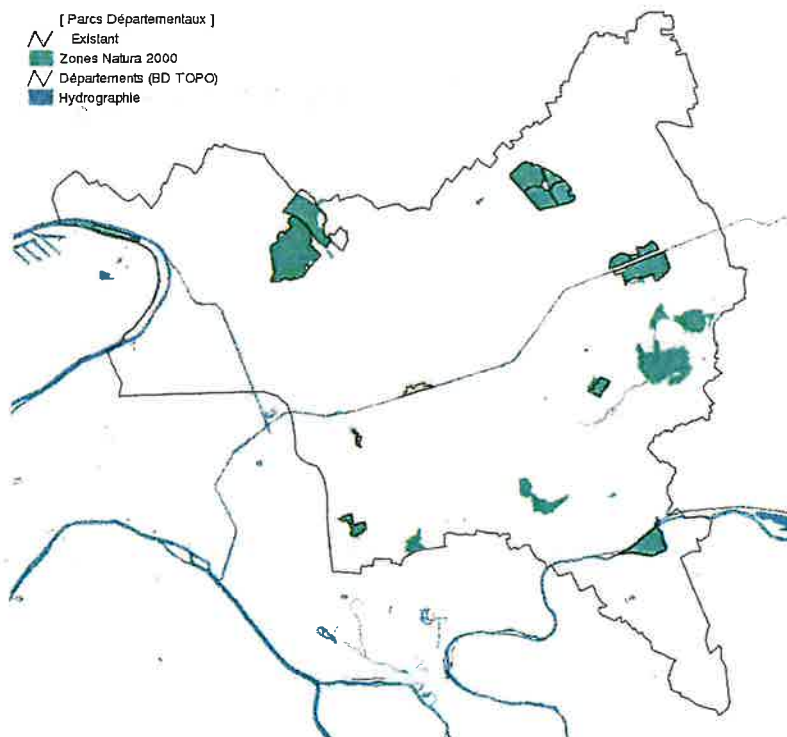 [ Parcs Départementaux ]
Existant
Zones Natura 2000
Départements (BD TOPO)
Hydrographie